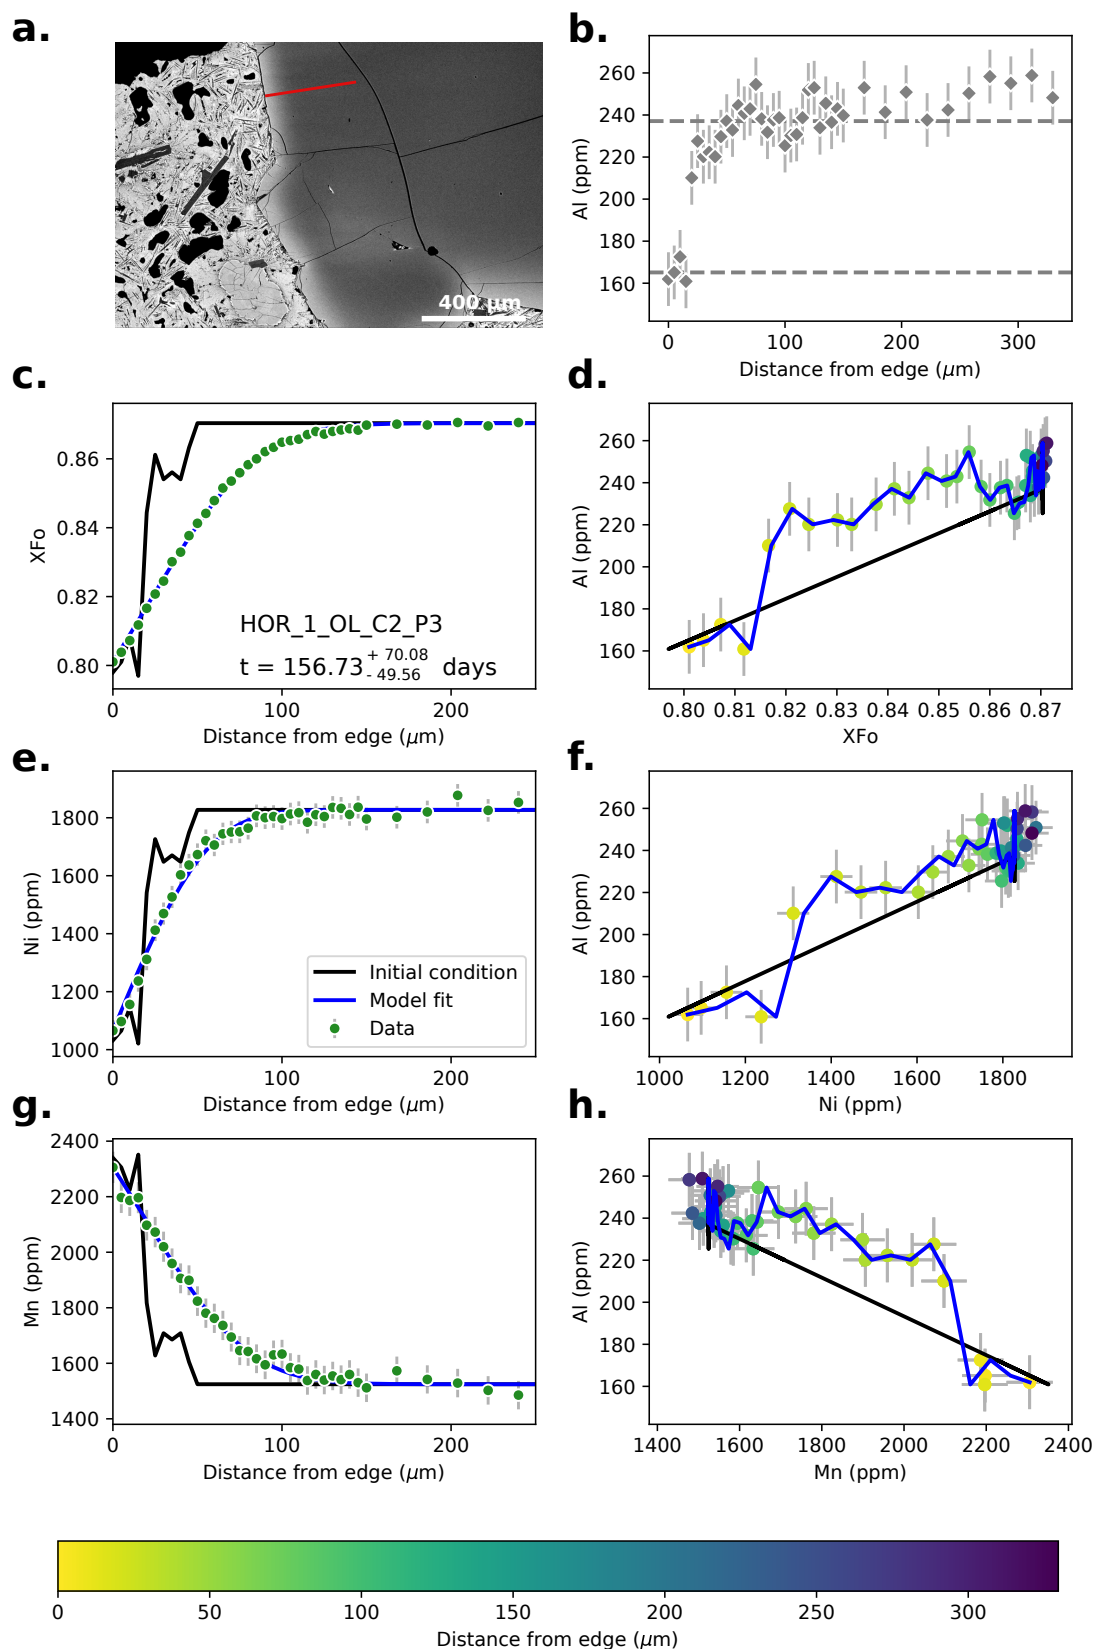 a.
400 μm
b.
260
240
220
200
180
160
Al (ppm)
0
100
200
300
Distance from edge (μm)
c.
0.86
0.84
0.82
0.80
XFo
HOR_1_OL_C2_P3
t = 156.73 + 70.08 - 49.56 days
0
100
200
Distance from edge (μm)
d.
260
240
220
200
180
160
Al (ppm)
0.80 0.81 0.82 0.83 0.84 0.85 0.86 0.87
XFo
e.
1800
1600
1400
1200
1000
Ni (ppm)
Initial condition
Model fit
Data
0
100
200
Distance from edge (μm)
f.
260
240
220
200
180
160
Al (ppm)
1000 1200 1400 1600 1800
Ni (ppm)
g.
2400
2200
2000
1800
1600
1400
Mn (ppm)
0
100
200
Distance from edge (μm)
h.
260
240
220
200
180
160
Al (ppm)
1400 1600 1800 2000 2200 2400
Mn (ppm)
0 50 100 150 200 250 300
Distance from edge (μm)